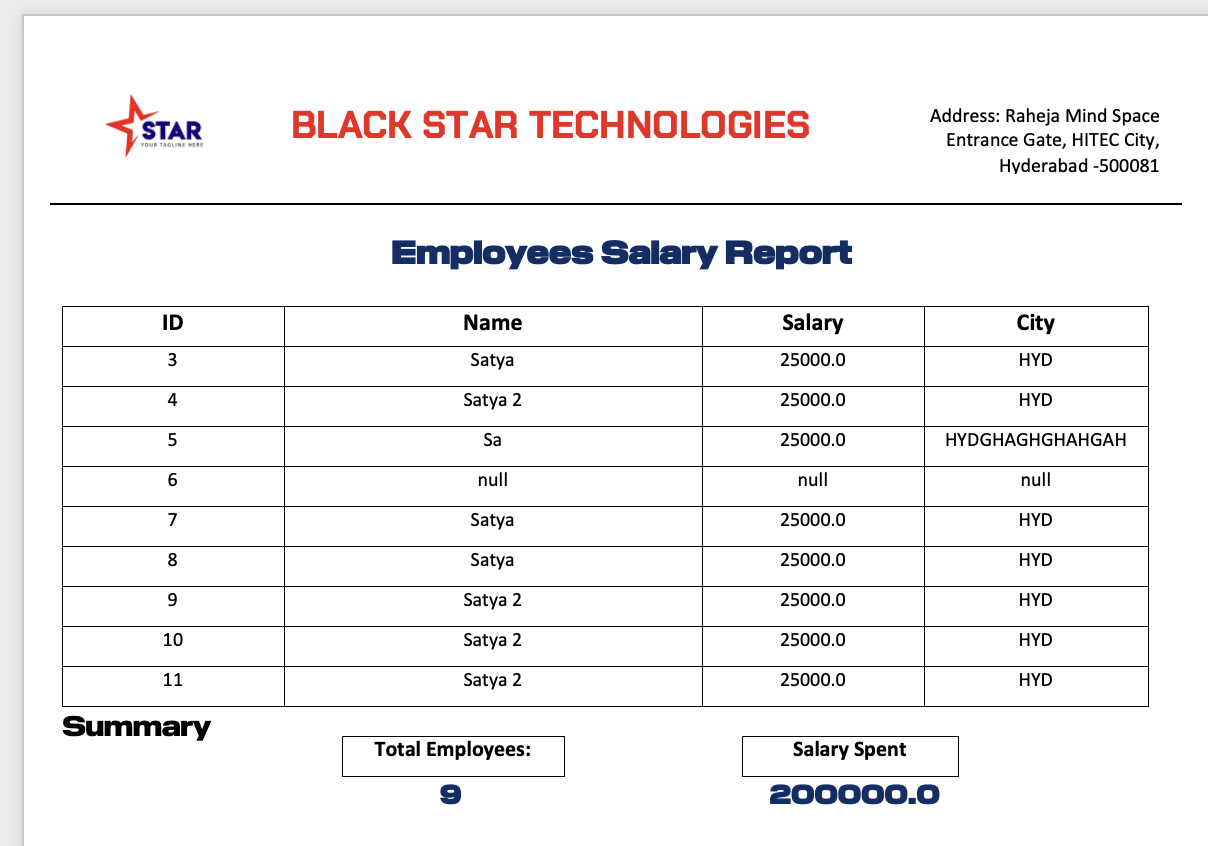 STAR
YOUR TAGLINE HERE
BLACK STAR TECHNOLOGIES
Address: Raheja Mind Space
Entrance Gate, HITEC City,
Hyderabad -500081
Employees Salary Report
ID Name Salary City
3 Satya 25000.0 HYD
4 Satya 2 25000.0 HYD
5 Sa 25000.0 HYDGHAGHGHAHGAH
6 null null null
7 Satya 25000.0 HYD
8 Satya 25000.0 HYD
9 Satya 2 25000.0 HYD
10 Satya 2 25000.0 HYD
11 Satya 2 25000.0 HYD
Summary
Total Employees: Salary Spent
9 200000.0